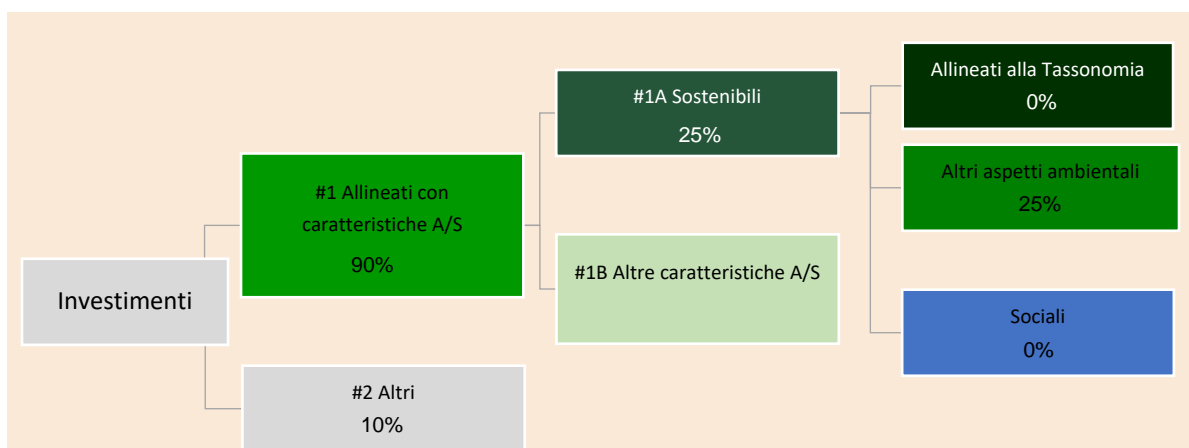 Investimenti
#1 Allineati con
caratteristiche A/S
90%
#2 Altri
10%
#1A Sostenibili
25%
#1B Altre caratteristiche A/S
Allineati alla Tassonomia
0%
Altri aspetti ambientali
25%
Sociali
0%